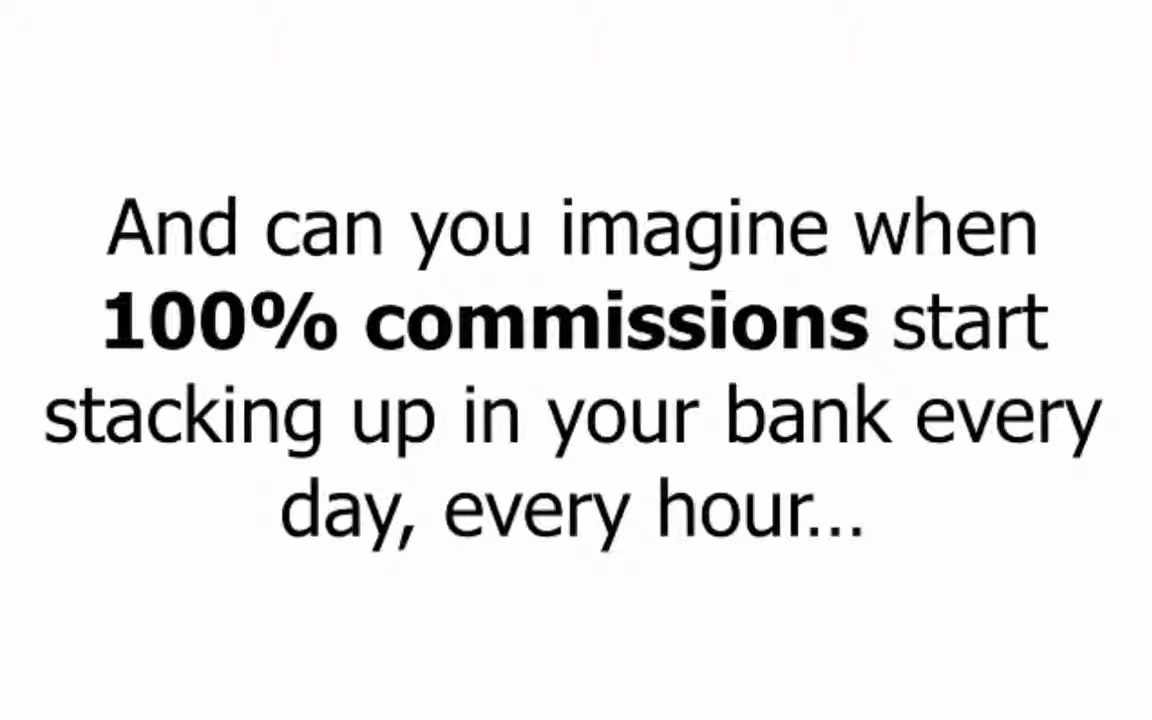 And can you imagine when
100% commissions start
stacking up in your bank every
day, every hour...